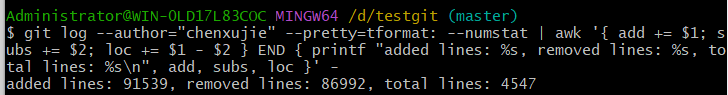 Administrator@WIN-0LD17L83COC MINGW64 /d/testgit (master)
$ git log --author="chenxujie" --pretty=tformat: --numstat | awk '{ add += $1; s
ubs += $2; loc += $1 - $2 } END { printf "added lines: %s, removed lines: %s, to
tal lines: %s\n", add, subs, loc }' -
added lines: 91539, removed lines: 86992, total lines: 4547